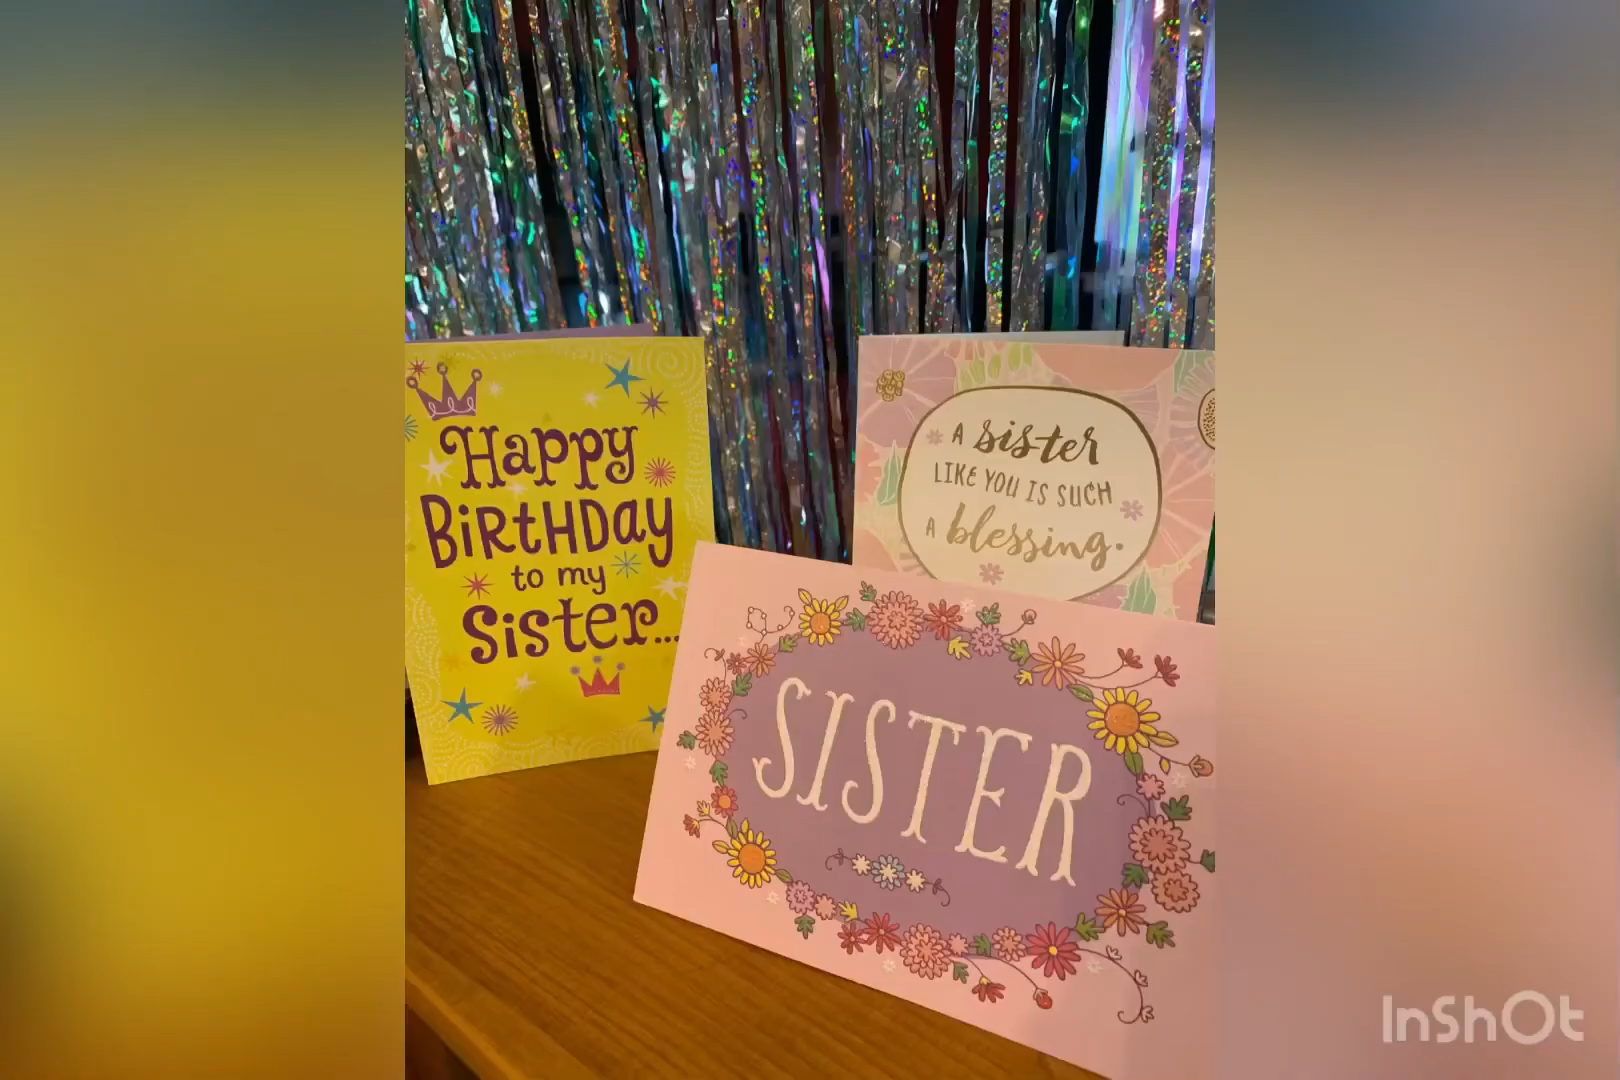 Happy
BiRtHDay
to my
Sister...
A sister
LIKE YOU IS SUCH
A blessing.
SISTER
InShOt